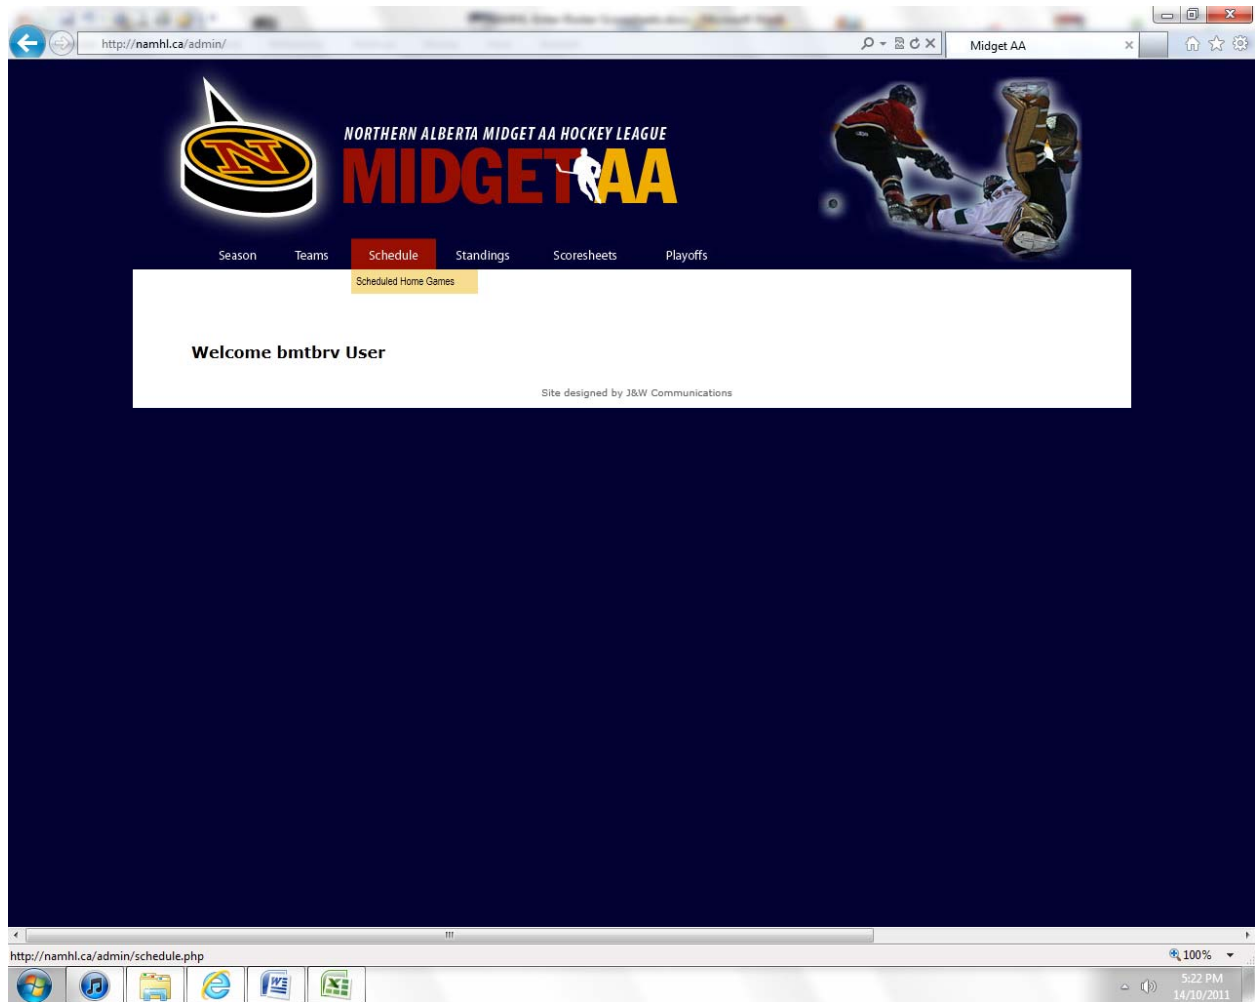 http://namhl.ca/admin/
Midget AA
N
NORTHERN ALBERTA MIDGET AA HOCKEY LEAGUE
MIDGET AA
Season Teams Schedule Standings Scoresheets Playoffs
Scheduled Home Games
Welcome bmtbrv User
Site designed by J&W Communications
http://namhl.ca/admin/schedule.php
100%
5:22 PM
14/10/2011